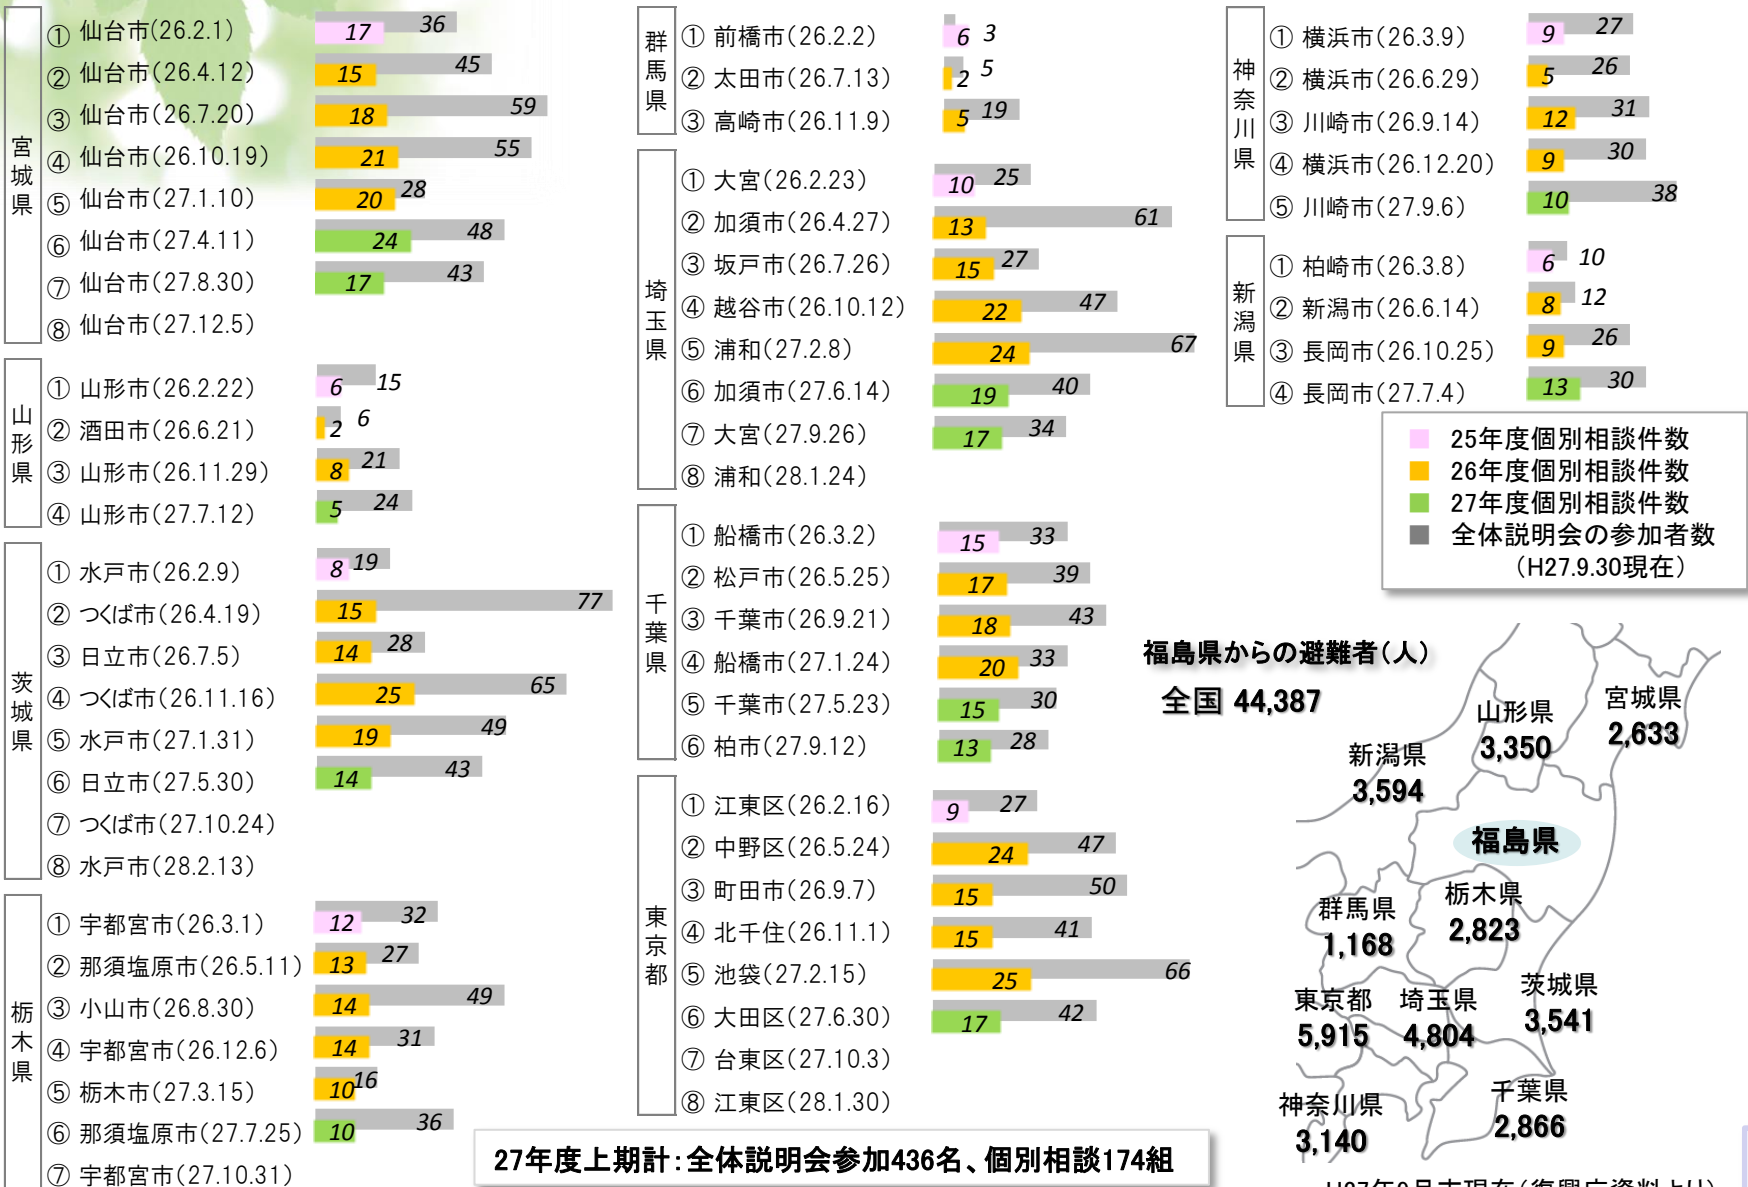 宮城県
① 仙台市(26.2.1) 17 36
② 仙台市(26.4.12) 15 45
③ 仙台市(26.7.20) 18 59
④ 仙台市(26.10.19) 21 55
⑤ 仙台市(27.1.10) 20 28
⑥ 仙台市(27.4.11) 24 48
⑦ 仙台市(27.8.30) 17 43
⑧ 仙台市(27.12.5)
山形県
① 山形市(26.2.22) 6 15
② 酒田市(26.6.21) 2 6
③ 山形市(26.11.29) 8 21
④ 山形市(27.7.12) 5 24
茨城県
① 水戸市(26.2.9) 8 19
② つくば市(26.4.19) 15 77
③ 日立市(26.7.5) 14 28
④ つくば市(26.11.16) 25 65
⑤ 水戸市(27.1.31) 19 49
⑥ 日立市(27.5.30) 14 43
⑦ つくば市(27.10.24)
⑧ 水戸市(28.2.13)
栃木県
① 宇都宮市(26.3.1) 12 32
② 那須塩原市(26.5.11) 13 27
③ 小山市(26.8.30) 14 49
④ 宇都宮市(26.12.6) 14 31
⑤ 栃木市(27.3.15) 10 16
⑥ 那須塩原市(27.7.25) 10 36
⑦ 宇都宮市(27.10.31)
群馬県
① 前橋市(26.2.2) 6 3
② 太田市(26.7.13) 2 5
③ 高崎市(26.11.9) 5 19
埼玉県
① 大宮(26.2.23) 10 25
② 加須市(26.4.27) 13 61
③ 坂戸市(26.7.26) 15 27
④ 越谷市(26.10.12) 22 47
⑤ 浦和(27.2.8) 24 67
⑥ 加須市(27.6.14) 19 40
⑦ 大宮(27.9.26) 17 34
⑧ 浦和(28.1.24)
千葉県
① 船橋市(26.3.2) 15 33
② 松戸市(26.5.25) 17 39
③ 千葉市(26.9.21) 18 43
④ 船橋市(27.1.24) 20 33
⑤ 千葉市(27.5.23) 15 30
⑥ 柏市(27.9.12) 13 28
東京都
① 江東区(26.2.16) 9 27
② 中野区(26.5.24) 24 47
③ 町田市(26.9.7) 15 50
④ 北千住(26.11.1) 15 41
⑤ 池袋(27.2.15) 25 66
⑥ 大田区(27.6.30) 17 42
⑦ 台東区(27.10.3)
⑧ 江東区(28.1.30)
神奈川県
① 横浜市(26.3.9) 9 27
② 横浜市(26.6.29) 5 26
③ 川崎市(26.9.14) 12 31
④ 横浜市(26.12.20) 9 30
⑤ 川崎市(27.9.6) 10 38
新潟県
① 柏崎市(26.3.8) 6 10
② 新潟市(26.6.14) 8 12
③ 長岡市(26.10.25) 9 26
④ 長岡市(27.7.4) 13 30
25年度個別相談件数
26年度個別相談件数
27年度個別相談件数
全体説明会の参加者数
(H27.9.30現在)
福島県からの避難者(人)
全国 44,387
宮城県
2,633
山形県
3,350
新潟県
3,594
福島県
栃木県
2,823
群馬県
1,168
茨城県
3,541
東京都
5,915
埼玉県
4,804
千葉県
2,866
神奈川県
3,140
27年度上期計:全体説明会参加436名、個別相談174組